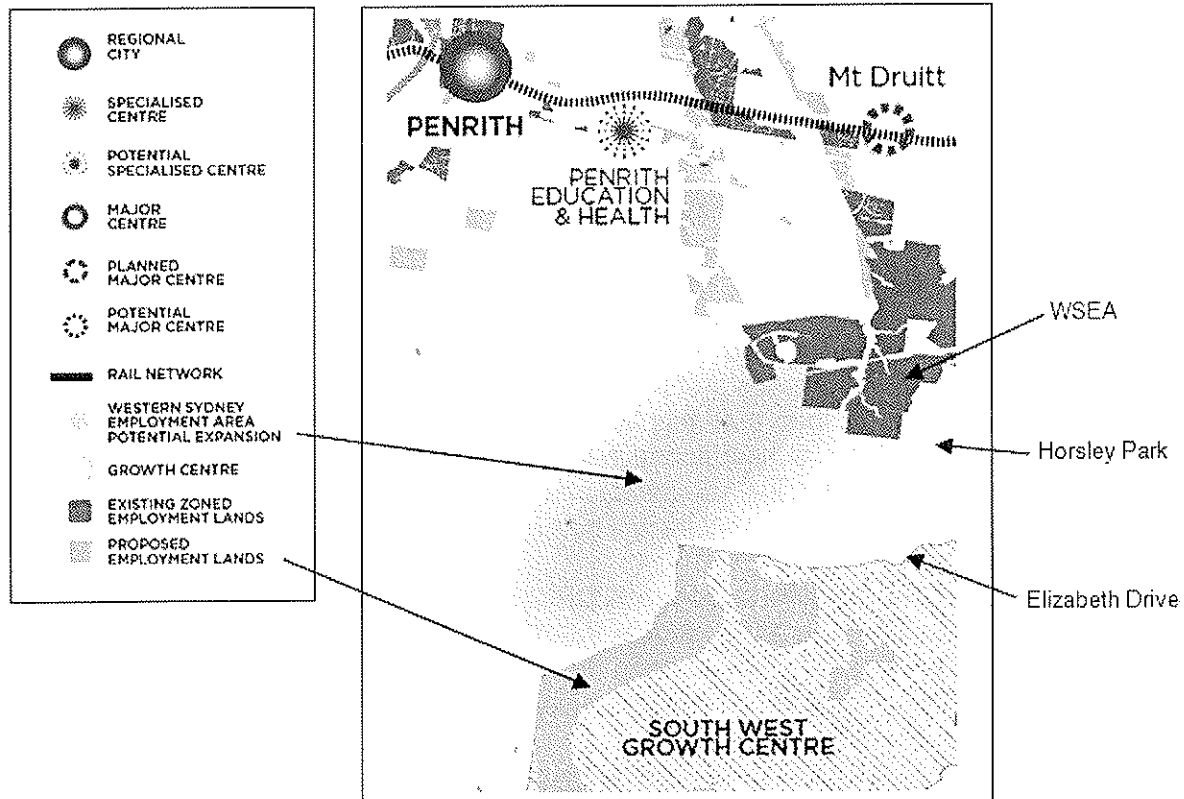 REGIONAL
CITY
SPECIALISED
CENTRE
POTENTIAL
SPECIALISED CENTRE
MAJOR
CENTRE
PLANNED
MAJOR CENTRE
POTENTIAL
MAJOR CENTRE
RAIL NETWORK
WESTERN SYDNEY
EMPLOYMENT AREA
POTENTIAL EXPANSION
GROWTH CENTRE
EXISTING ZONED
EMPLOYMENT LANDS
PROPOSED
EMPLOYMENT LANDS
Mt Druitt
PENRITH
PENRITH
EDUCATION
& HEALTH
WSEA
Horsley Park
Elizabeth Drive
SOUTH WEST
GROWTH CENTRE